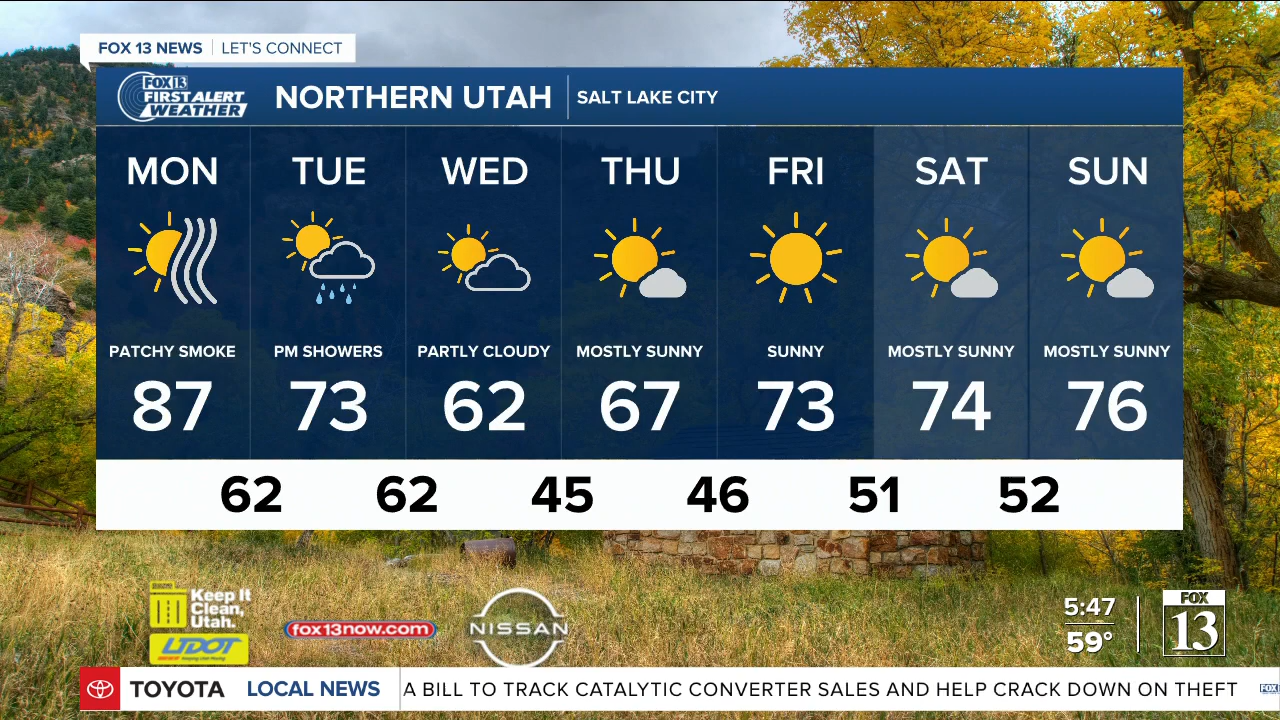 FOX 13 NEWS LET'S CONNECT
FOX 13
FIRST ALERT
WEATHER
NORTHERN UTAH SALT LAKE CITY
MON TUE WED THU FRI SAT SUN
PATCHY SMOKE PM SHOWERS PARTLY CLOUDY MOSTLY SUNNY SUNNY MOSTLY SUNNY MOSTLY SUNNY
87 73 62 67 73 74 76
62 62 45 46 51 52
Keep It
Clean,
Utah.
UDOT
fox13now.com
NISSAN
5:47
59°
FOX
13
TOYOTA LOCAL NEWS A BILL TO TRACK CATALYTIC CONVERTER SALES AND HELP CRACK DOWN ON THEFT FOX